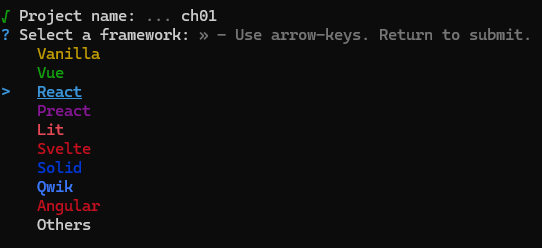 √ Project name: ... ch01
? Select a framework: » - Use arrow-keys. Return to submit.
Vanilla
Vue
> React
Preact
Lit
Svelte
Solid
Qwik
Angular
Others